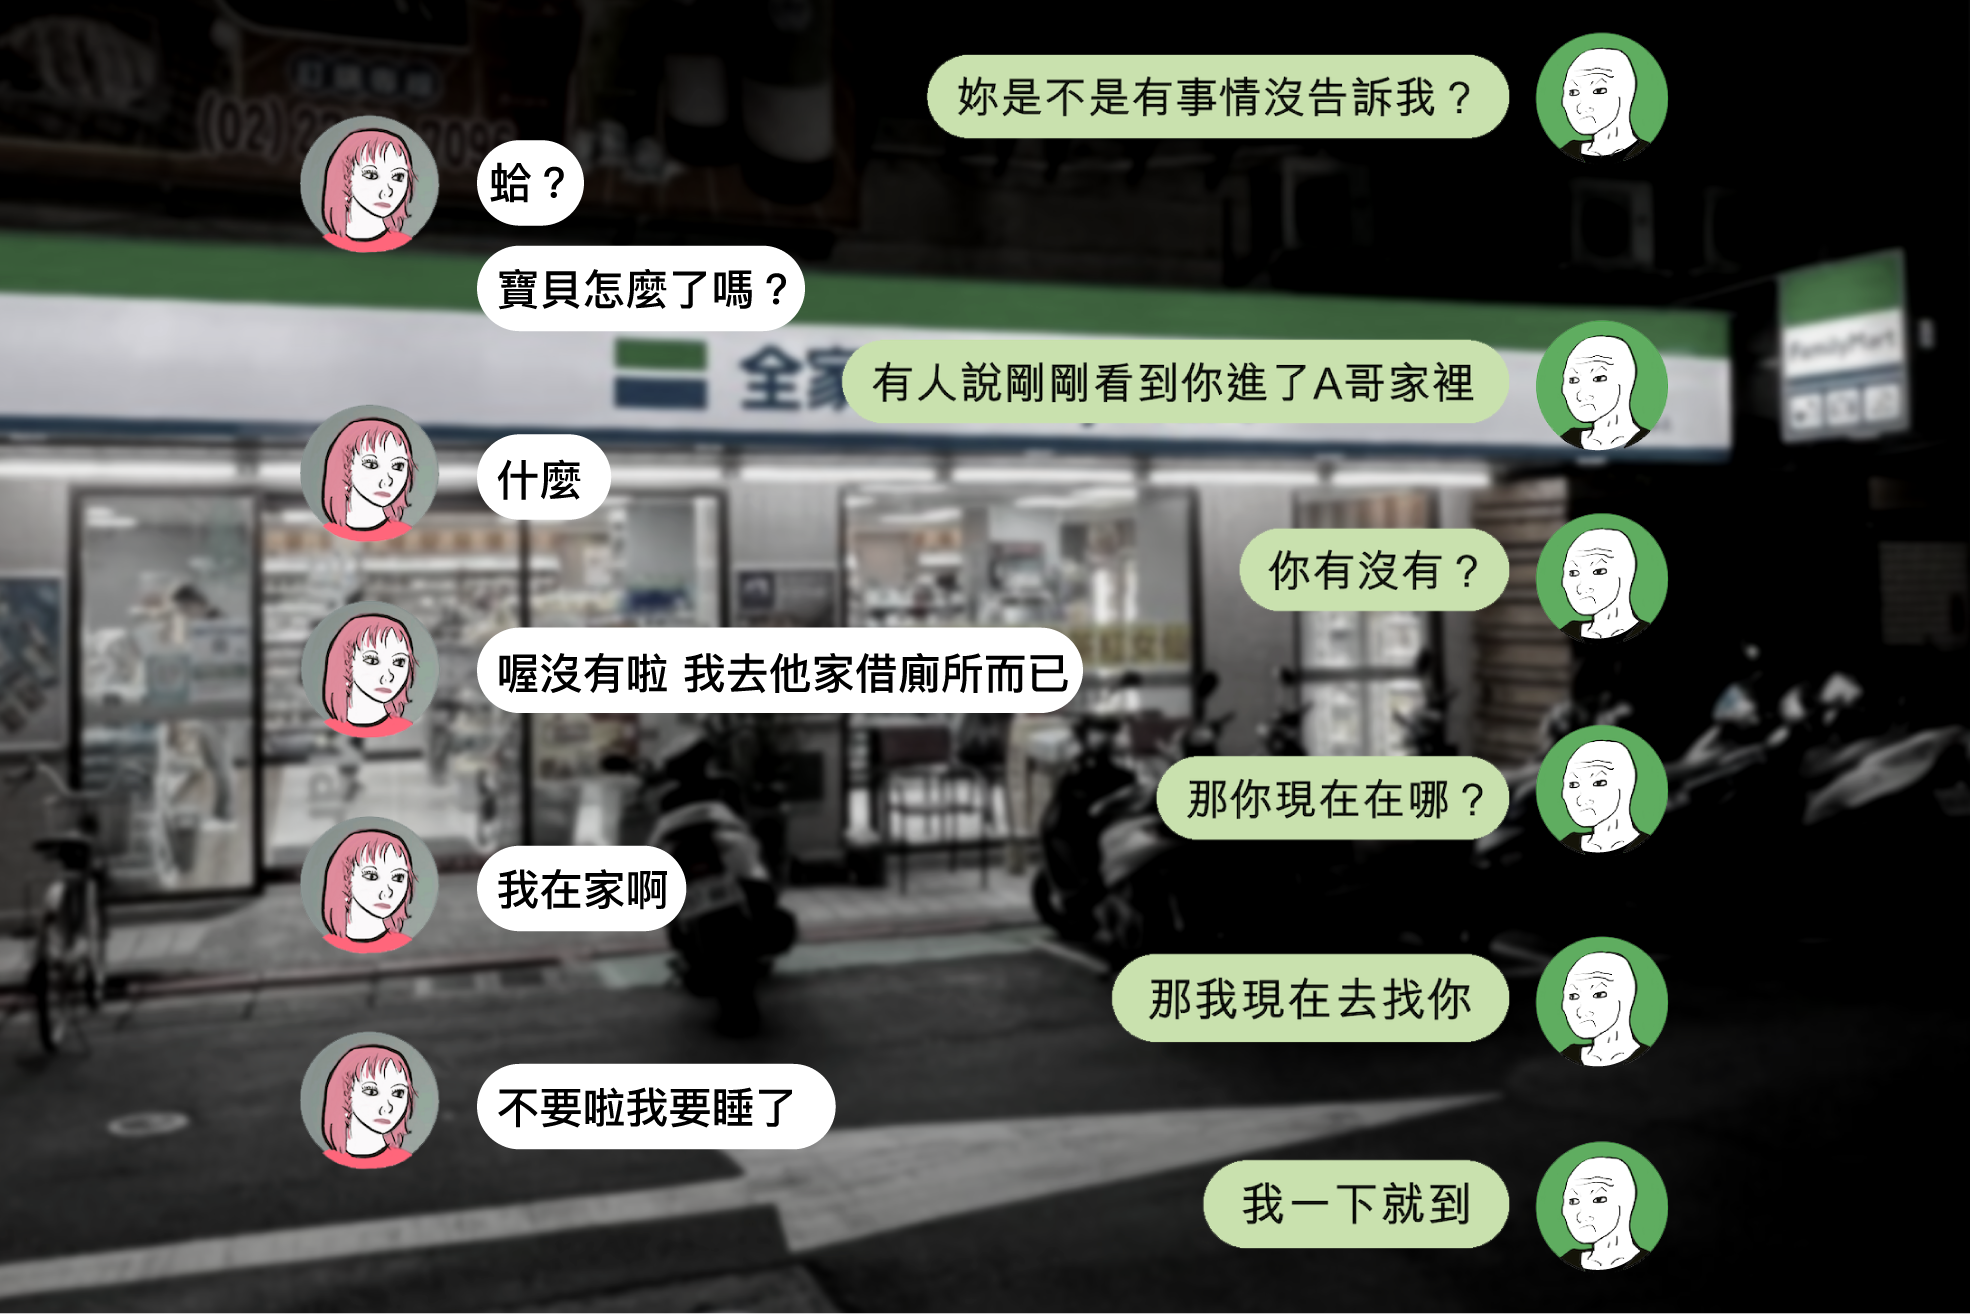 妳是不是有事情沒告訴我？
蛤？
寶貝怎麼了嗎？
有人說剛剛看到你進了A哥家裡
什麼
你有沒有？
喔沒有啦 我去他家借廁所而已
那你現在在哪？
我在家啊
那我現在去找你
不要啦我要睡了
我一下就到
全家
FamilyMart